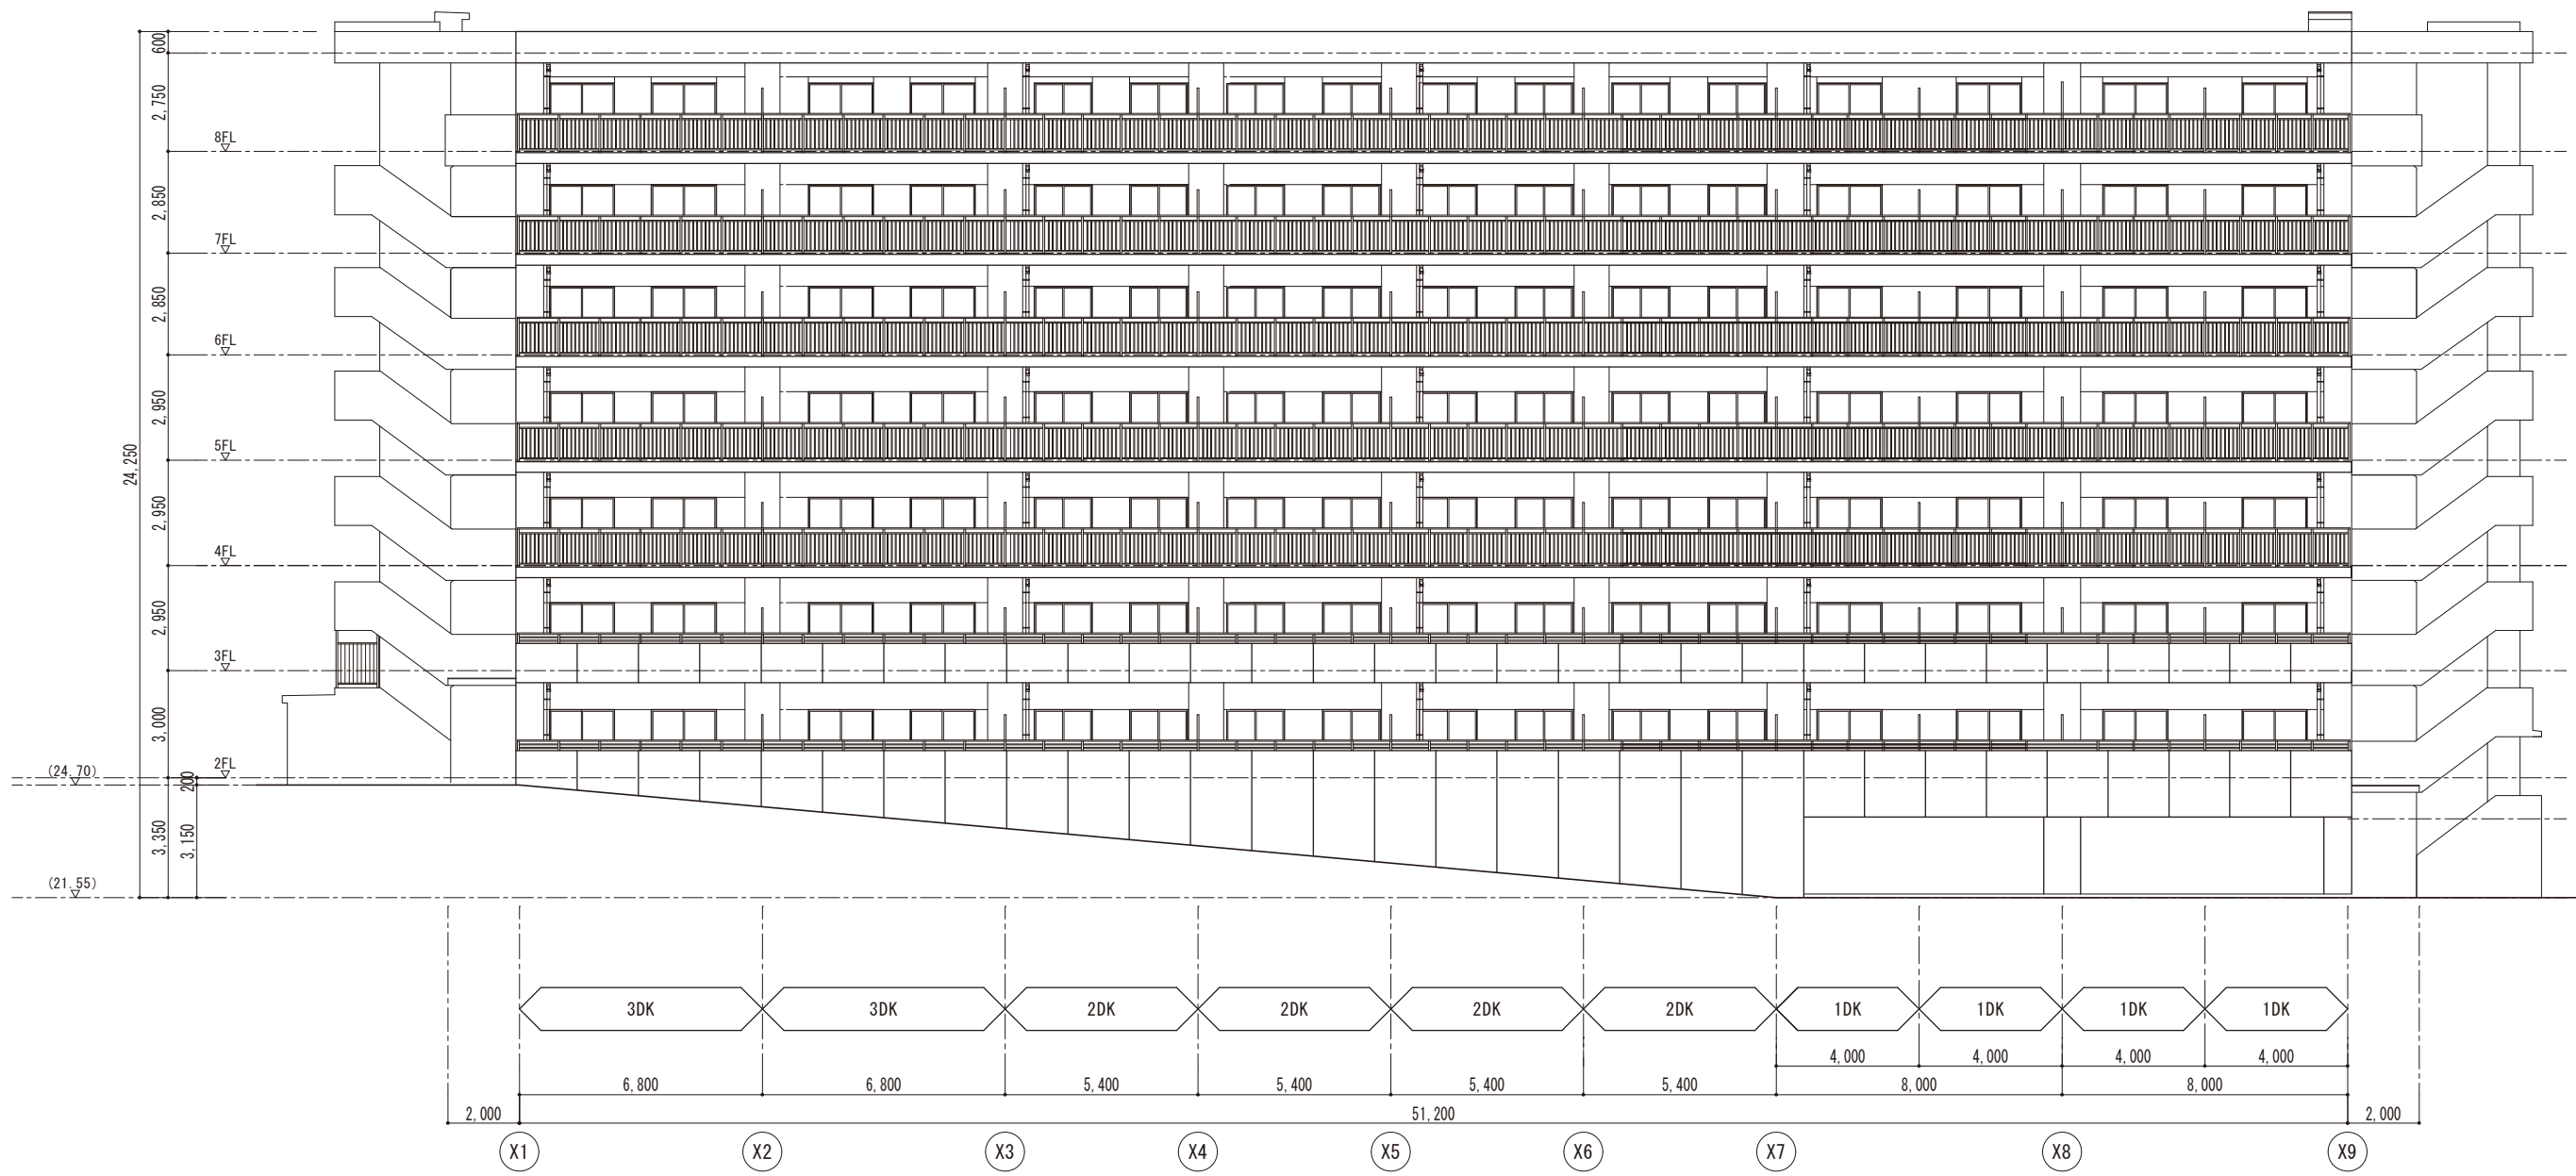 600
2,750
8FL
2,850
7FL
2,850
6FL
2,950
5FL
24,250
2,950
4FL
2,950
3FL
3,000
2FL
(24.70)
200
3,350
3,150
(21.55)
3DK 3DK 2DK 2DK 2DK 2DK 1DK 1DK 1DK 1DK
4,000 4,000 4,000 4,000
6,800 6,800 5,400 5,400 5,400 5,400 8,000 8,000
2,000 51,200 2,000
X1 X2 X3 X4 X5 X6 X7 X8 X9